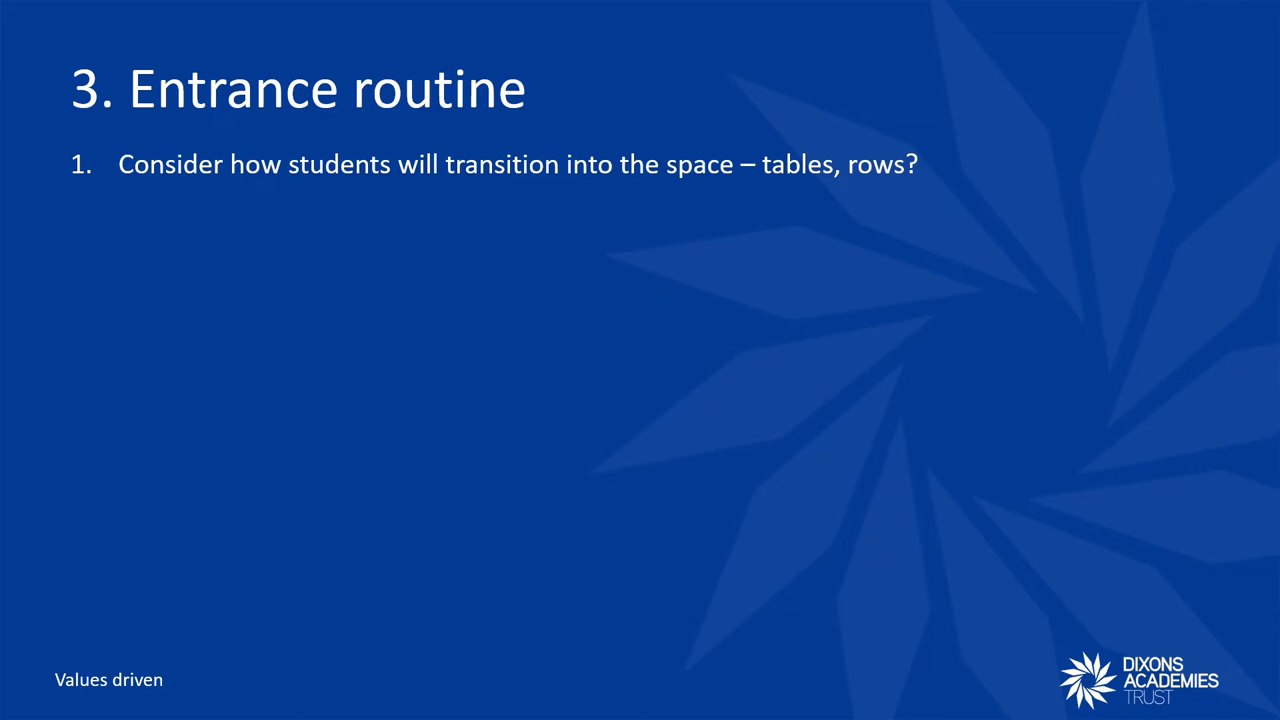 3. Entrance routine
1. Consider how students will transition into the space – tables, rows?
Values driven
DIXONS
ACADEMIES
TRUST